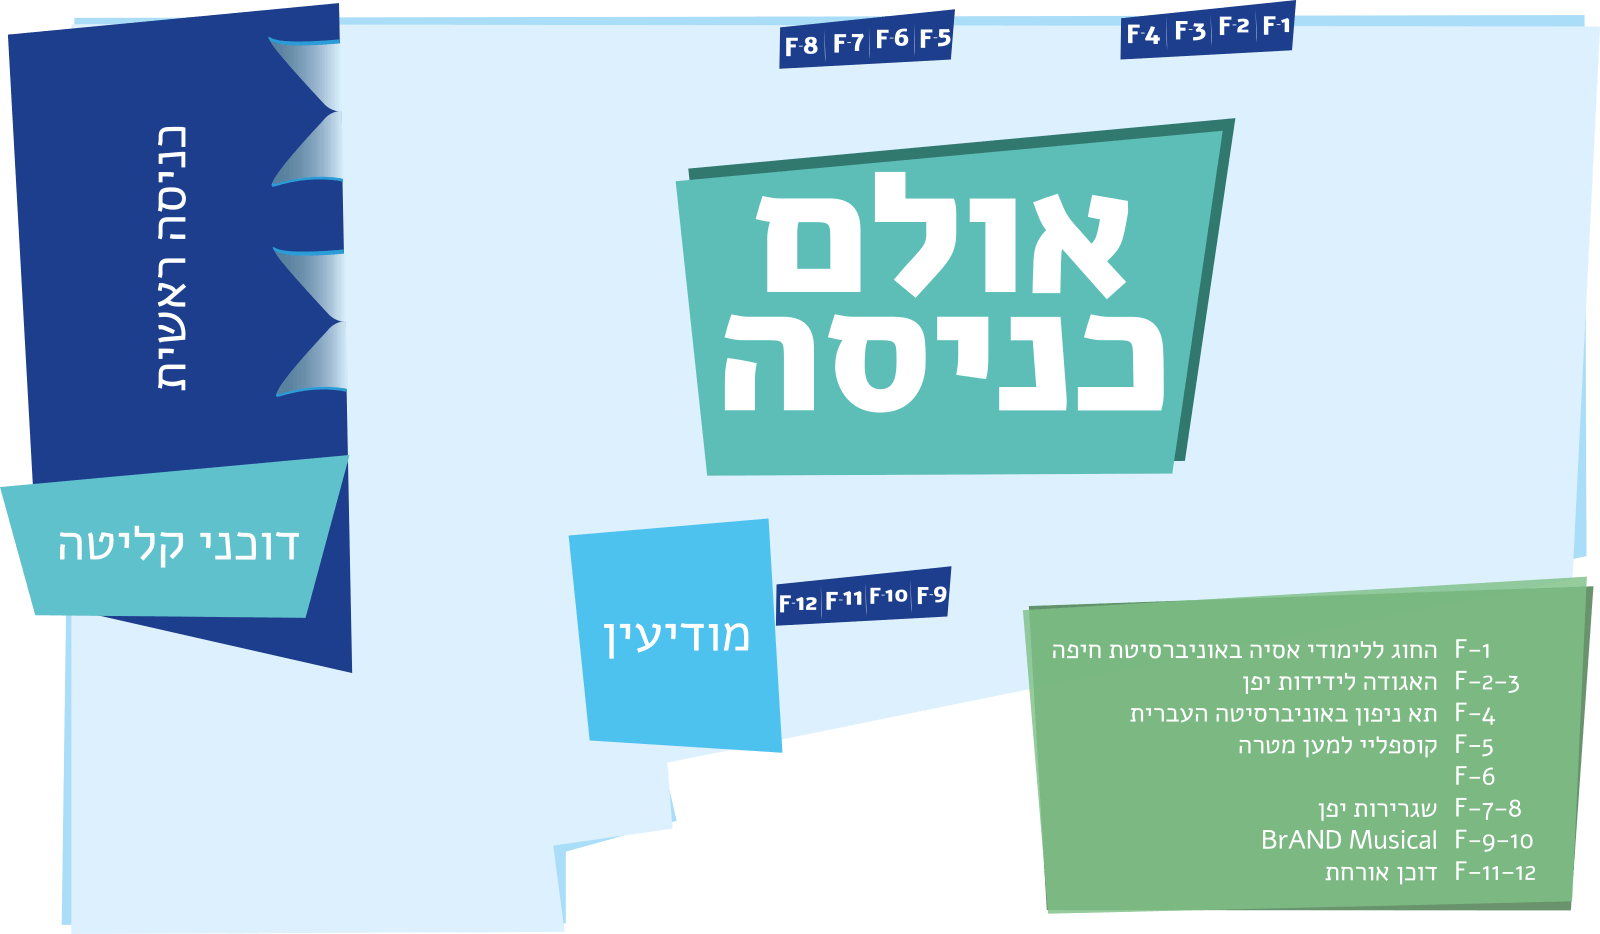 F-8 F-7 F-6 F-5
F-4 F-3 F-2 F-1
כניסה ראשית
אולם
כניסה
דוכני קליטה
מודיעין
F-12 F-11 F-10 F-9
F-1 החוג ללימודי אסיה באוניברסיטת חיפה
F-2-3 האגודה לידידות יפן
F-4 תא ניפון באוניברסיטה העברית
F-5 קוספליי למען מטרה
F-6
F-7-8 שגרירות יפן
F-9-10 BrAND Musical
F-11-12 דוכן אורחת